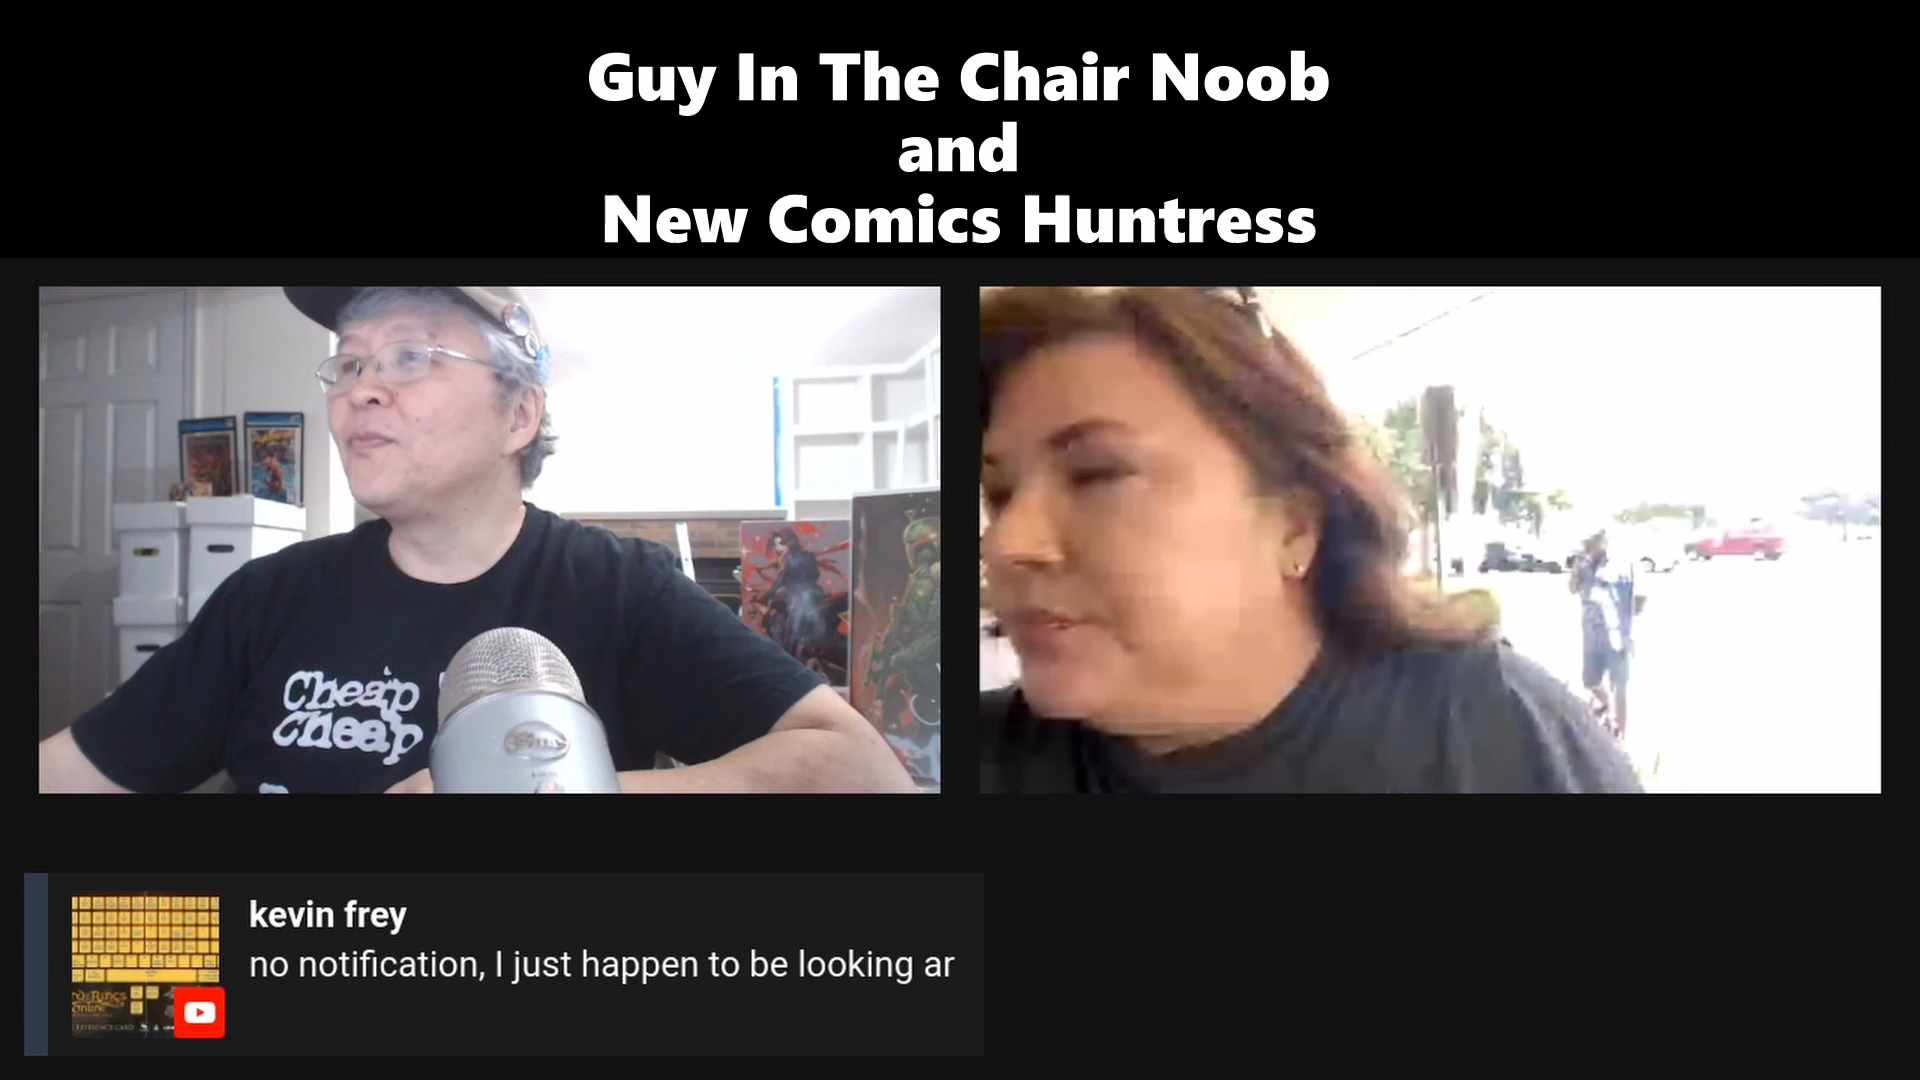 Guy In The Chair Noob
and
New Comics Huntress
Cheap
Cheap
kevin frey
no notification, I just happen to be looking ar